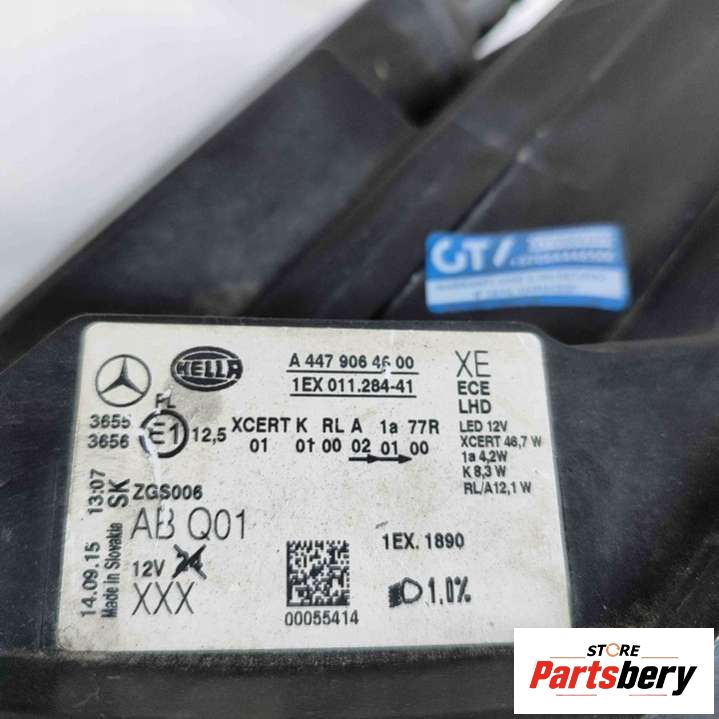 GT/
HELLA
A 447 906 46 00
1EX 011.284-41
XE
ECE
LHD
LED 12V
XCERT 46,7 W
1a 4,2W
K 8,3 W
RL/A12,1 W
FL
3655
3656
E1
12,5
XCERT K RL A 1a 77R
01 01 00 02 01 00
ZGS006
AB Q01
12V 24
XXX
14.09.15 13:07
Made in Slovakia SK
00055414
1EX. 1890
1,0%
STORE
Partsbery